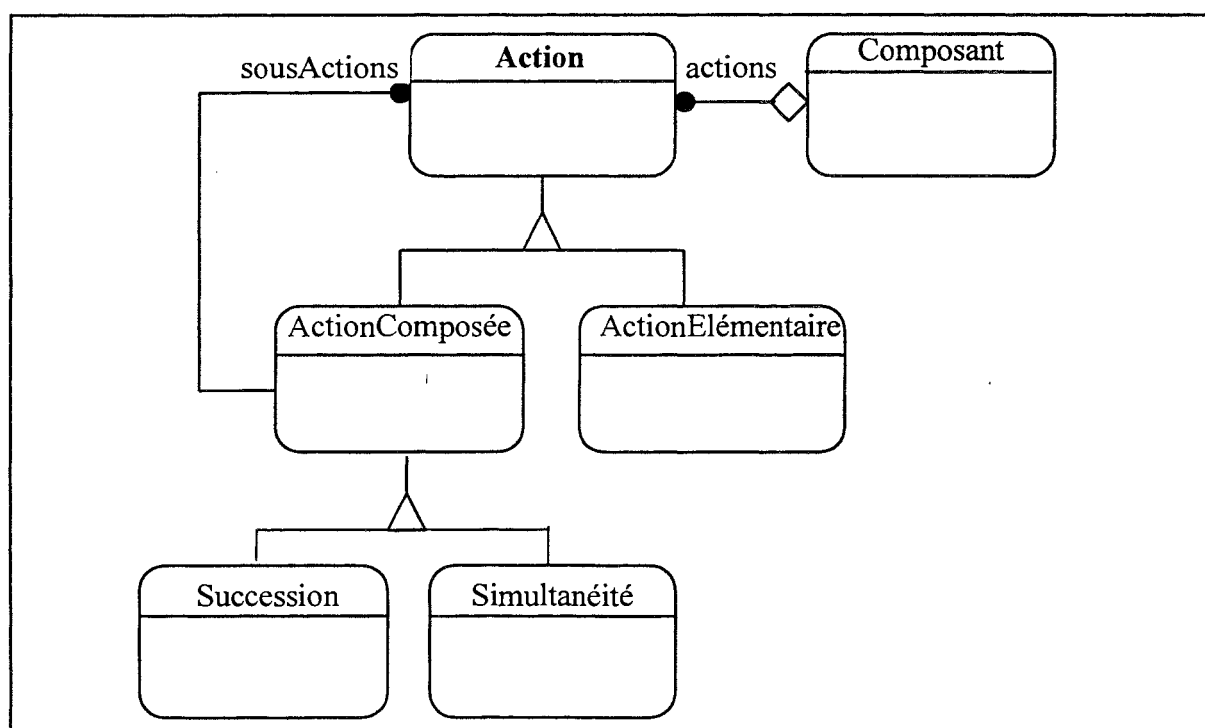 sousActions
Action
actions
Composant
ActionComposée
ActionElémentaire
Succession
Simultanéité